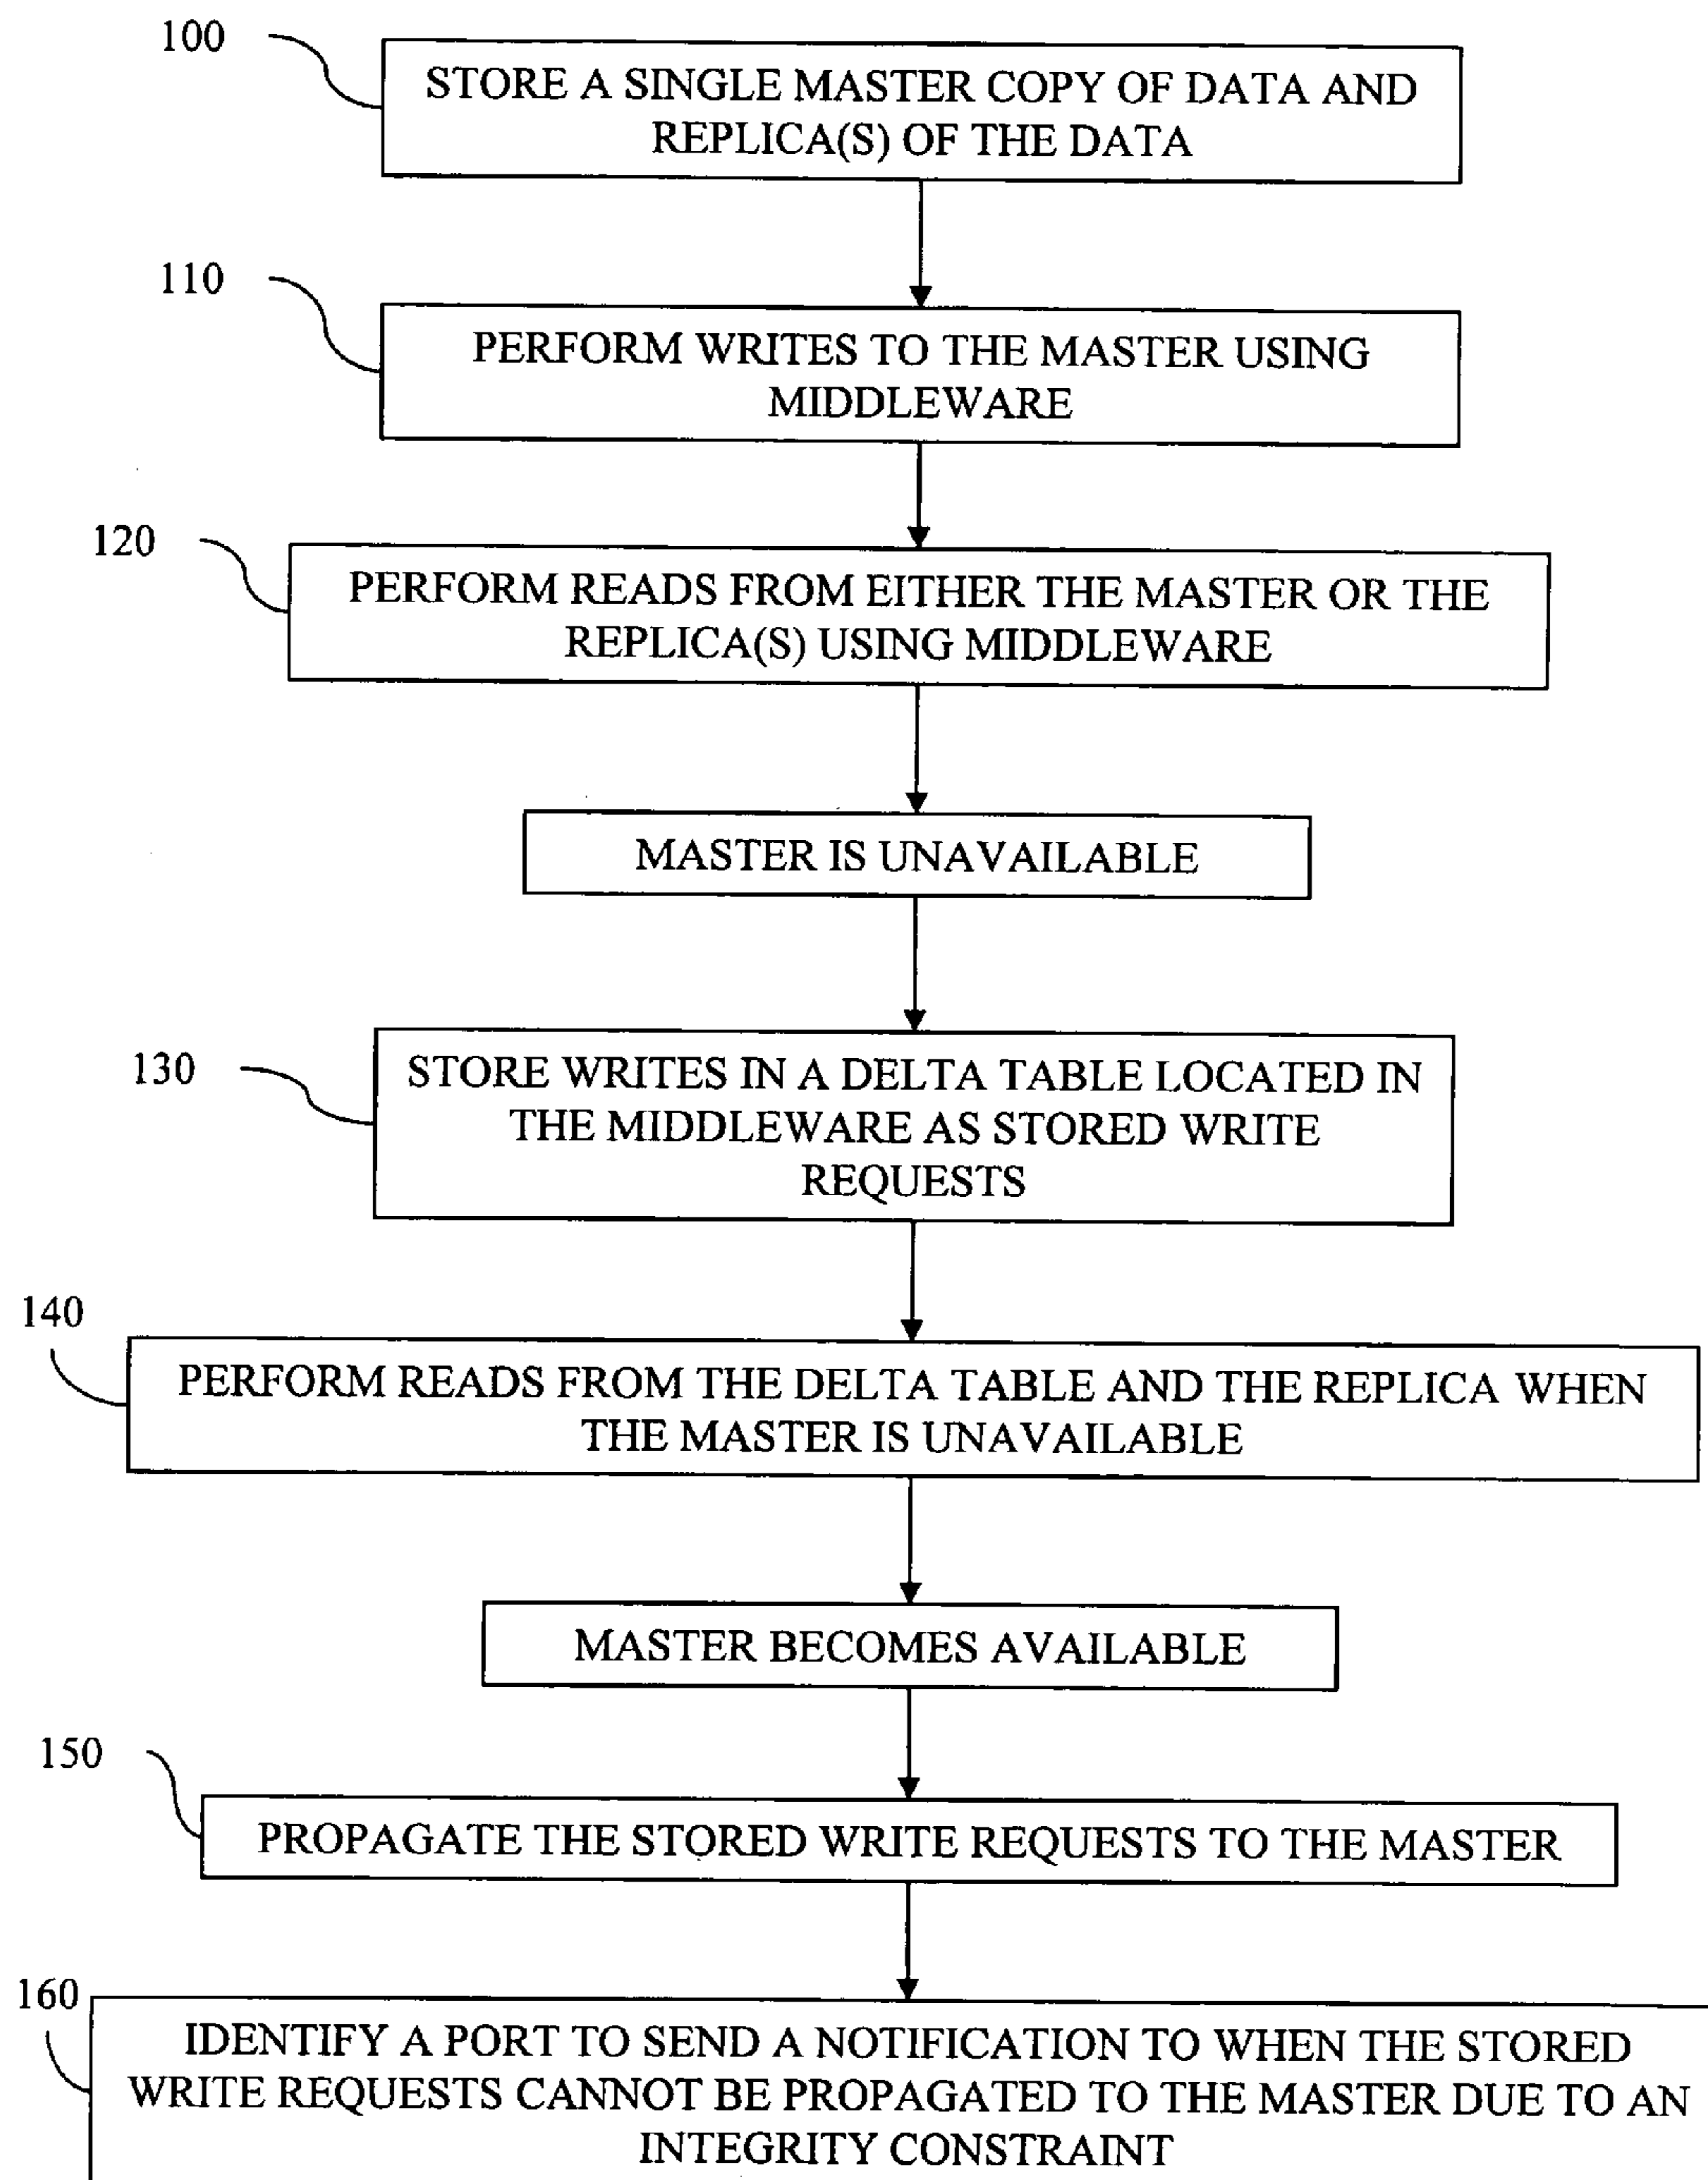 100
STORE A SINGLE MASTER COPY OF DATA AND
REPLICA(S) OF THE DATA
110
PERFORM WRITES TO THE MASTER USING
MIDDLEWARE
120
PERFORM READS FROM EITHER THE MASTER OR THE
REPLICA(S) USING MIDDLEWARE
MASTER IS UNAVAILABLE
130
STORE WRITES IN A DELTA TABLE LOCATED IN
THE MIDDLEWARE AS STORED WRITE
REQUESTS
140
PERFORM READS FROM THE DELTA TABLE AND THE REPLICA WHEN
THE MASTER IS UNAVAILABLE
MASTER BECOMES AVAILABLE
150
PROPAGATE THE STORED WRITE REQUESTS TO THE MASTER
160
IDENTIFY A PORT TO SEND A NOTIFICATION TO WHEN THE STORED
WRITE REQUESTS CANNOT BE PROPAGATED TO THE MASTER DUE TO AN
INTEGRITY CONSTRAINT